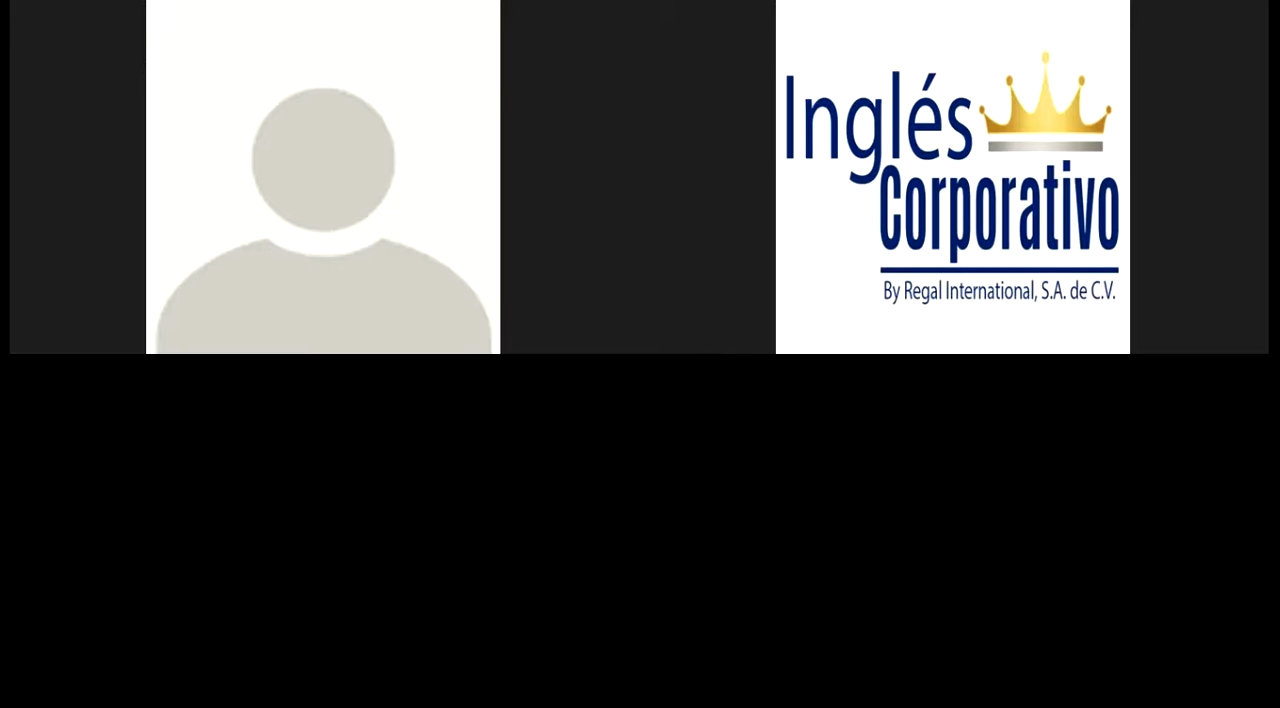 Inglés
Corporativo
By Regal International, S.A. de C.V.